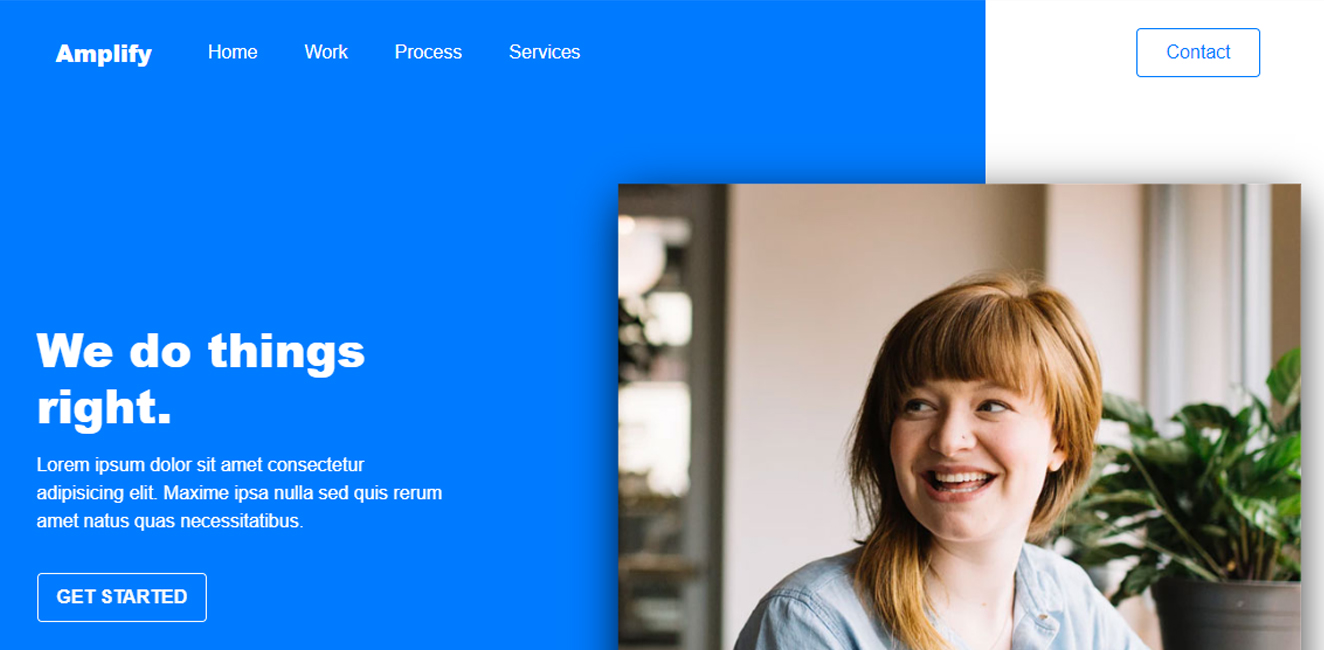 Amplify
Home Work Process Services
Contact
We do things
right.
Lorem ipsum dolor sit amet consectetur
adipisicing elit. Maxime ipsa nulla sed quis rerum
amet natus quas necessitatibus.
GET STARTED